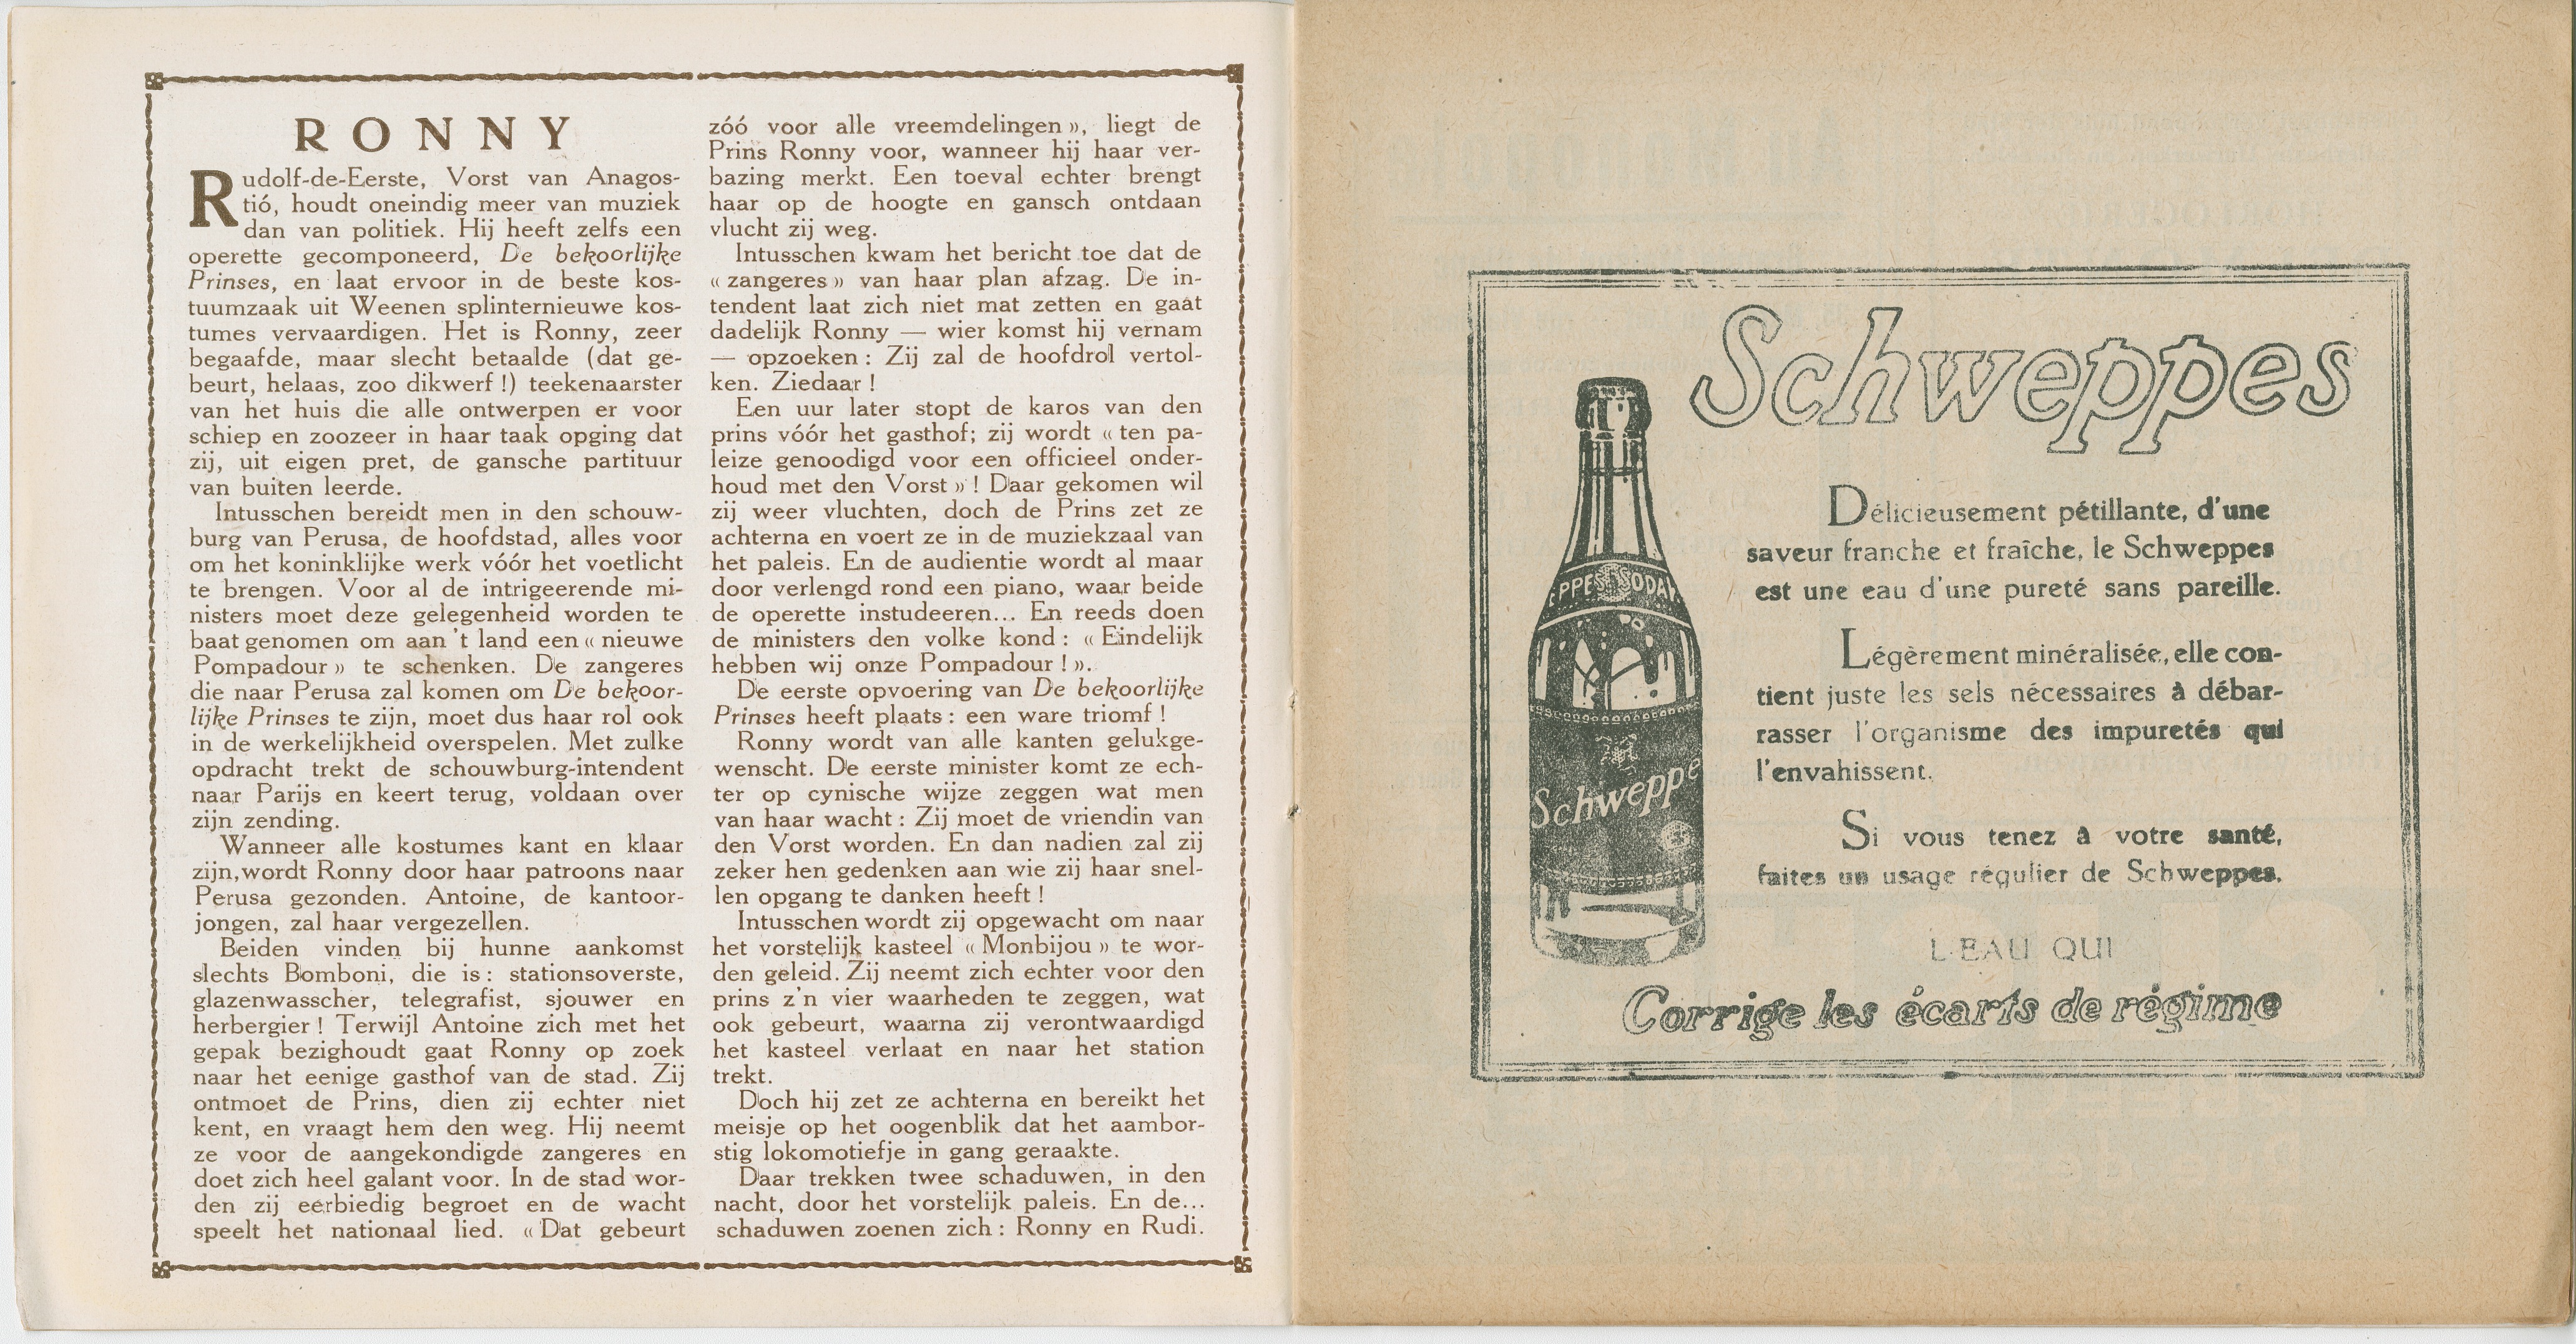 RONNY
Rudolf-de-Eerste, Vorst van Anagos-
tió, houdt oneindig meer van muziek
dan van politiek. Hij heeft zelfs een
operette gecomponeerd, De bekoorlijke
Prinses, en laat ervoor in de beste kos-
tuumzaak uit Weenen splinternieuwe kos-
tumes vervaardigen. Het is Ronny, zeer
begaafde, maar slecht betaalde (dat ge-
beurt, helaas, zoo dikwerf !) teekenaarster
van het huis die alle ontwerpen er voor
schiep en zoozeer in haar taak opging dat
zij, uit eigen pret, de gansche partituur
van buiten leerde.
Intusschen bereidt men in den schouw-
burg van Perusa, de hoofdstad, alles voor
om het koninklijke werk vóór het voetlicht
te brengen. Voor al de intrigeerende mi-
nisters moet deze gelegenheid worden te
baat genomen om aan 't land een « nieuwe
Pompadour » te schenken. De zangeres
die naar Perusa zal komen om De bekoor-
lijke Prinses te zijn, moet dus haar rol ook
in de werkelijkheid overspelen. Met zulke
opdracht trekt de schouwburg-intendent
naar Parijs en keert terug, voldaan over
zijn zending.
Wanneer alle kostumes kant en klaar
zijn, wordt Ronny door haar patroons naar
Perusa gezonden. Antoine, de kantoor-
jongen, zal haar vergezellen.
Beiden vinden bij hunne aankomst
slechts Bomboni, die is : stationsoverste,
glazenwasscher, telegrafist, sjouwer en
herbergier ! Terwijl Antoine zich met het
gepak bezighoudt gaat Ronny op zoek
naar het eenige gasthof van de stad. Zij
ontmoet de Prins, dien zij echter niet
kent, en vraagt hem den weg. Hij neemt
ze voor de aangekondigde zangeres en
doet zich heel galant voor. In de stad wor-
den zij eerbiedig begroet en de wacht
speelt het nationaal lied. « Dat gebeurt
zóó voor alle vreemdelingen », liegt de
Prins Ronny voor, wanneer hij haar ver-
bazing merkt. Een toeval echter brengt
haar op de hoogte en gansch ontdaan
vlucht zij weg.
Intusschen kwam het bericht toe dat de
« zangeres » van haar plan afzag. De in-
tendent laat zich niet mat zetten en gaat
dadelijk Ronny — wier komst hij vernam
— opzoeken : Zij zal de hoofdrol vertol-
ken. Ziedaar !
Een uur later stopt de karos van den
prins vóór het gasthof; zij wordt « ten pa-
leize genoodigd voor een officieel onder-
houd met den Vorst » ! Daar gekomen wil
zij weer vluchten, doch de Prins zet ze
achterna en voert ze in de muziekzaal van
het paleis. En de audientie wordt al maar
door verlengd rond een piano, waar beide
de operette instudeeren... En reeds doen
de ministers den volke kond : « Eindelijk
hebben wij onze Pompadour ! ».
De eerste opvoering van De bekoorlijke
Prinses heeft plaats : een ware triomf !
Ronny wordt van alle kanten gelukge-
wenscht. De eerste minister komt ze ech-
ter op cynische wijze zeggen wat men
van haar wacht : Zij moet de vriendin van
den Vorst worden. En dan nadien zal zij
zeker hen gedenken aan wie zij haar snel-
len opgang te danken heeft !
Intusschen wordt zij opgewacht om naar
het vorstelijk kasteel « Monbijou » te wor-
den geleid. Zij neemt zich echter voor den
prins z'n vier waarheden te zeggen, wat
ook gebeurt, waarna zij verontwaardigd
het kasteel verlaat en naar het station
trekt.
Doch hij zet ze achterna en bereikt het
meisje op het oogenblik dat het aambor-
stig lokomotiefje in gang geraakte.
Daar trekken twee schaduwen, in den
nacht, door het vorstelijk paleis. En de...
schaduwen zoenen zich : Ronny en Rudi.
Schweppes
Délicieusement pétillante, d'une
saveur franche et fraîche, le Schweppes
est une eau d'une pureté sans pareille.
Légèrement minéralisée, elle con-
tient juste les sels nécessaires à débar-
rasser l'organisme des impuretés qui
l'envahissent.
Si vous tenez à votre santé,
faites un usage régulier de Schweppes.
L'EAU QUI
Corrige les écarts de régime
EPPES SODA
Schweppe